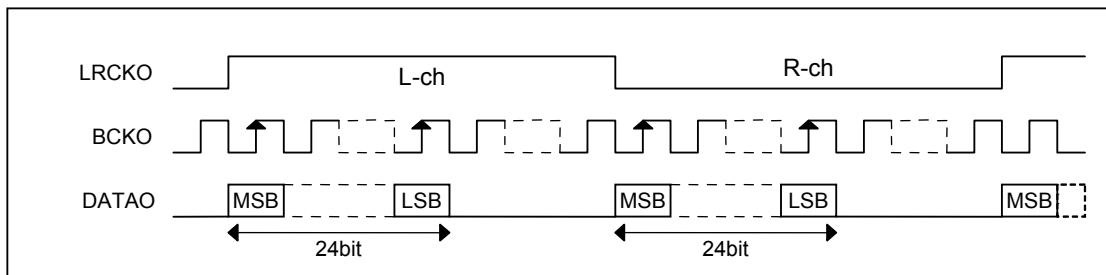 LRCKO
L-ch
R-ch
BCKO
DATAO
MSB
LSB
MSB
LSB
MSB
24bit
24bit